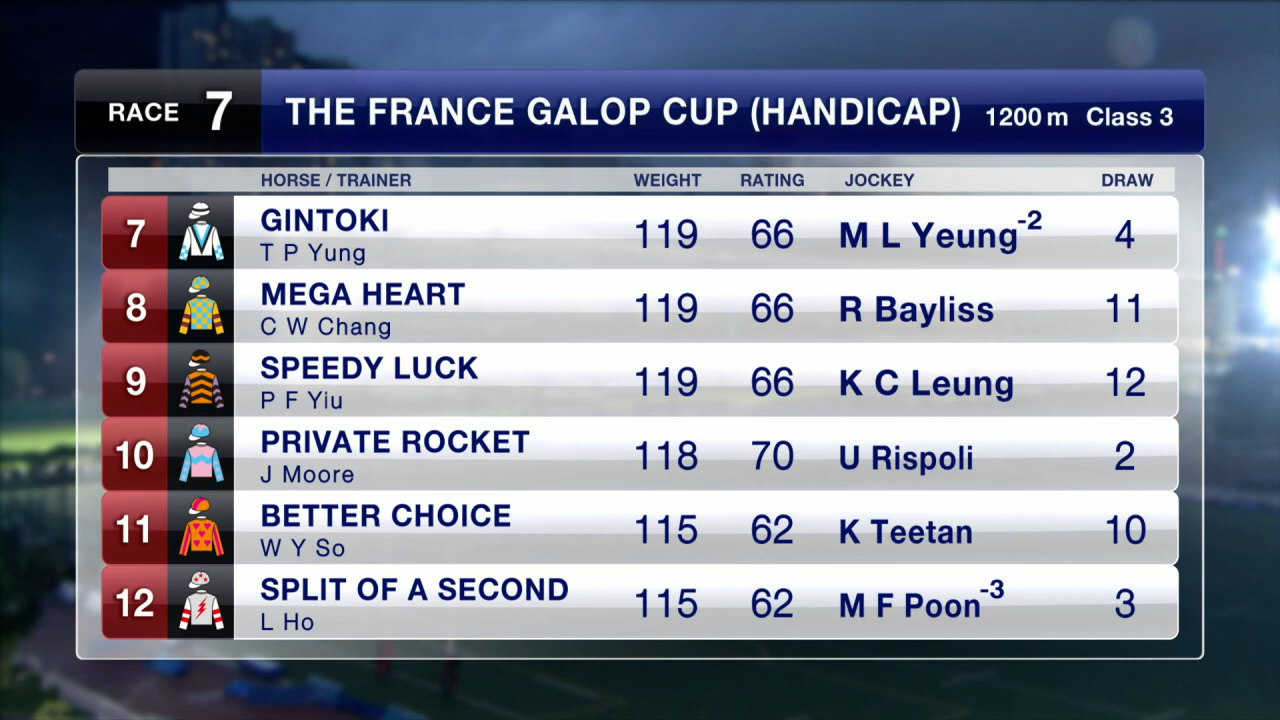 RACE 7 THE FRANCE GALOP CUP (HANDICAP) 1200 m Class 3
HORSE / TRAINER WEIGHT RATING JOCKEY DRAW
7 GINTOKI 119 66 M L Yeung-2 4
T P Yung
8 MEGA HEART 119 66 R Bayliss 11
C W Chang
9 SPEEDY LUCK 119 66 K C Leung 12
P F Yiu
10 PRIVATE ROCKET 118 70 U Rispoli 2
J Moore
11 BETTER CHOICE 115 62 K Teetan 10
W Y So
12 SPLIT OF A SECOND 115 62 M F Poon-3 3
L Ho